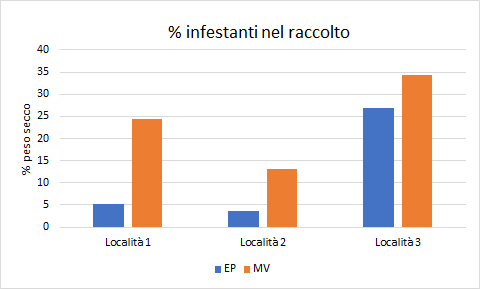 % infestanti nel raccolto
% peso secco
40
35
30
25
20
15
10
5
0
Località 1
Località 2
Località 3
EP
MV